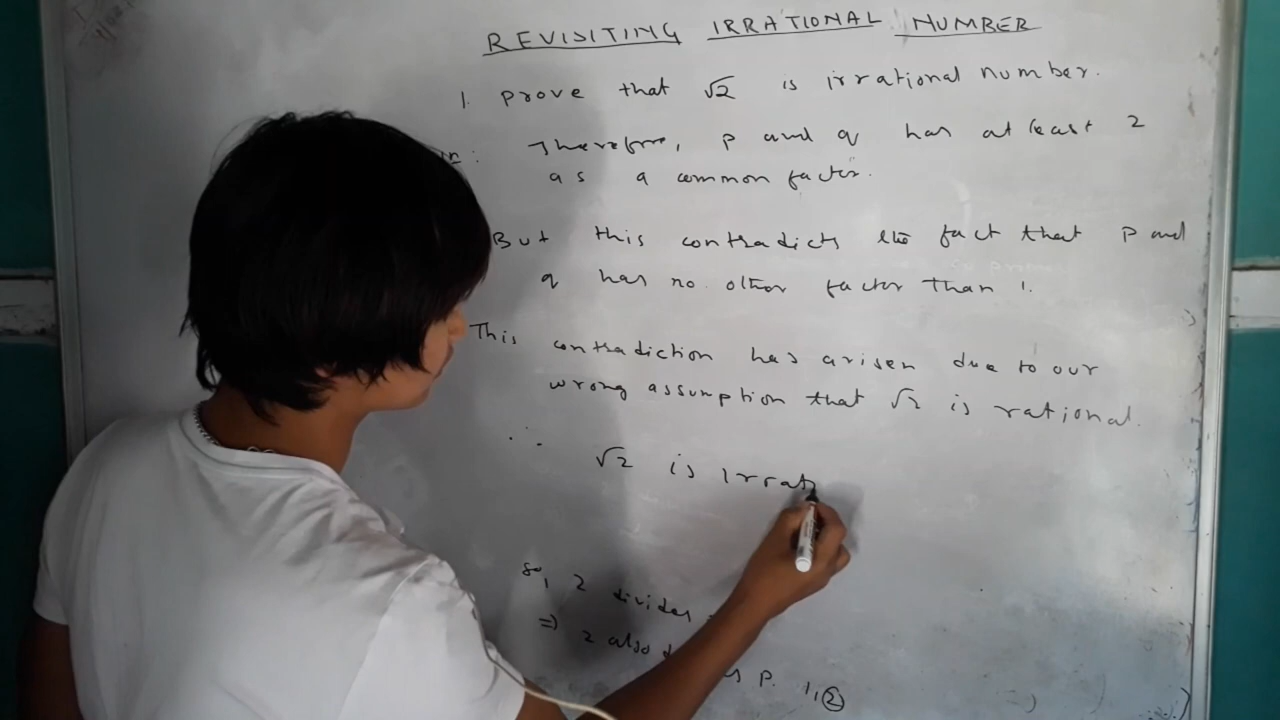 REVISITING IRRATIONAL NUMBER
1. Prove that √2 is irrational number.
n: Therefore, P and q has at least 2
as a common factor.
But this contradicts the fact that P and
q has no other factor than 1.
This contradiction has arisen due to our
wrong assumption that √2 is rational.
∴ √2 is irrat
So, 2 divides
⇒ 2 also P. ②